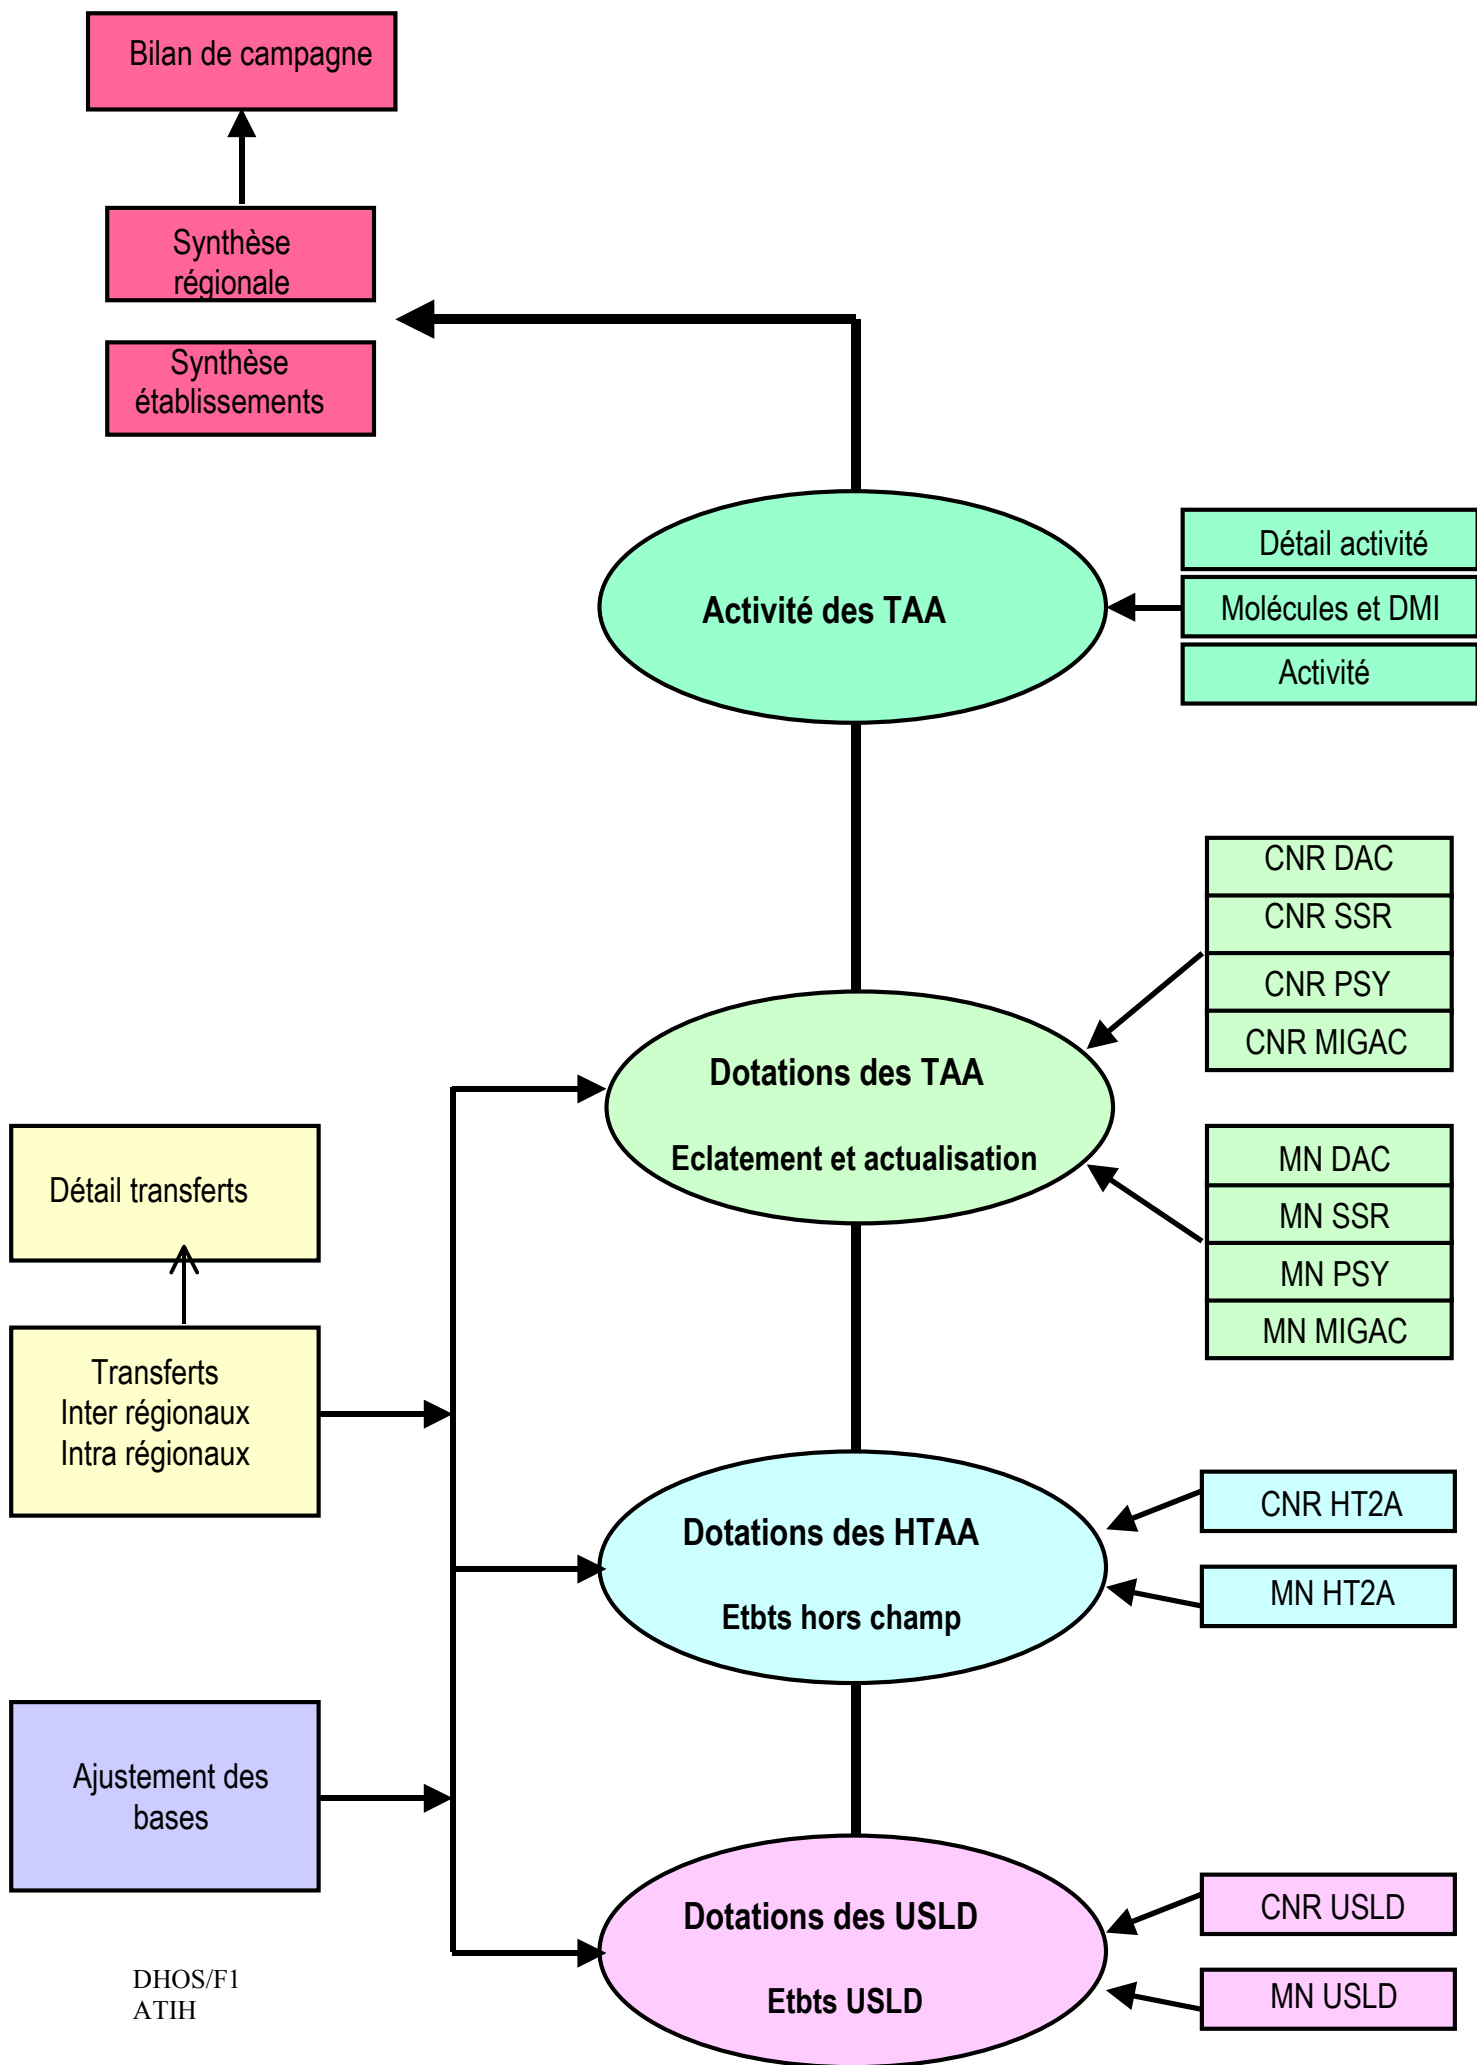 Bilan de campagne
Synthèse
régionale
Synthèse
établissements
Activité des TAA
Détail activité
Molécules et DMI
Activité
CNR DAC
CNR SSR
CNR PSY
CNR MIGAC
Dotations des TAA
Eclatement et actualisation
MN DAC
MN SSR
MN PSY
MN MIGAC
Détail transferts
Transferts
Inter régionaux
Intra régionaux
Dotations des HTAA
Etbts hors champ
CNR HT2A
MN HT2A
Ajustement des
bases
Dotations des USLD
Etbts USLD
CNR USLD
MN USLD
DHOS/F1
ATIH